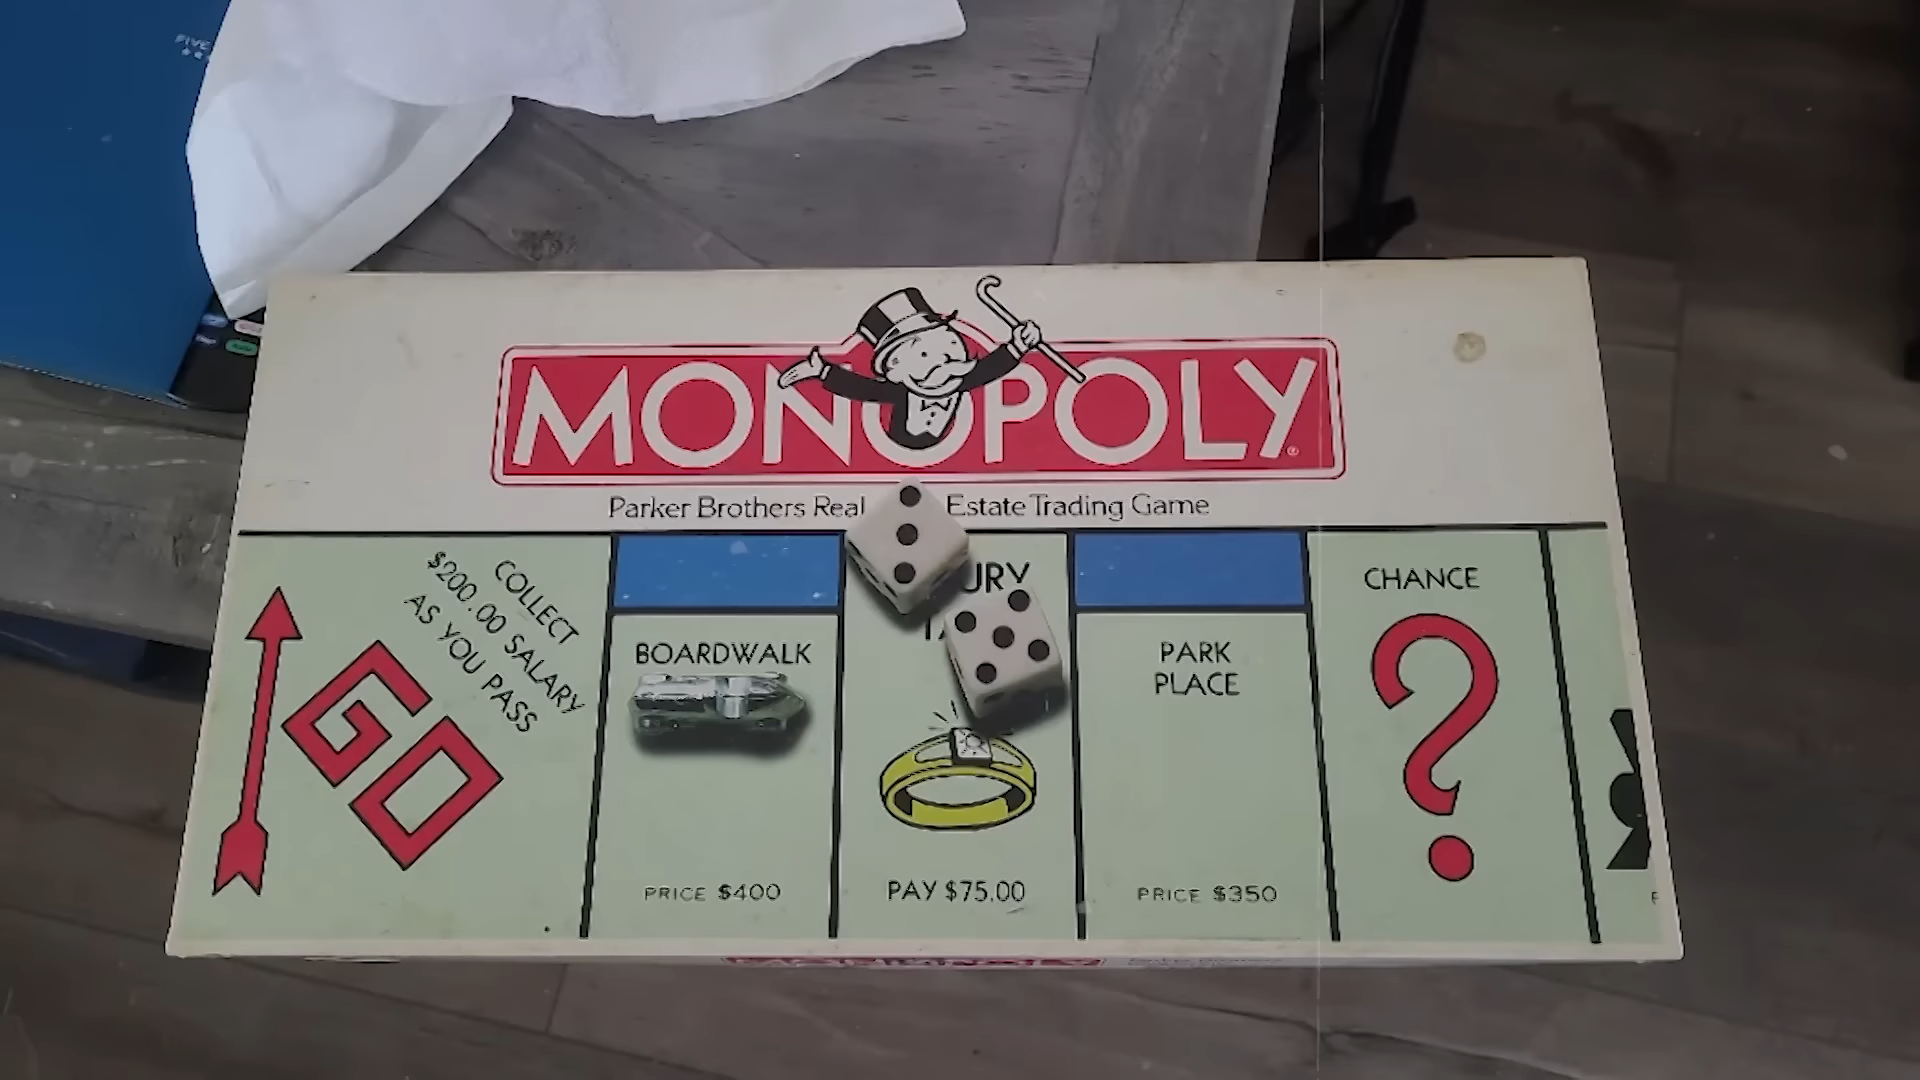 FIVE
MONOPOLY®
Parker Brothers Real Estate Trading Game
COLLECT
$200.00 SALARY
AS YOU PASS
GO
BOARDWALK
PRICE $400
PAY $75.00
PARK
PLACE
PRICE $350
CHANCE